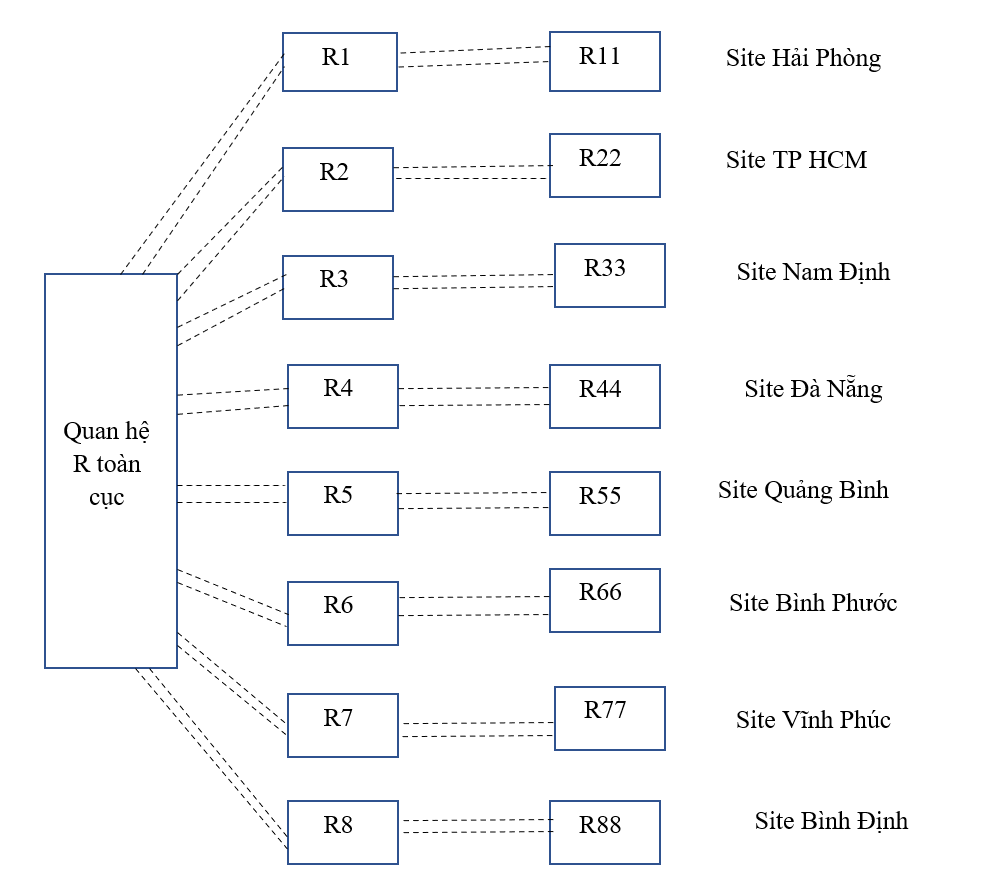 R1
R11
Site Hải Phòng
R2
R22
Site TP HCM
R3
R33
Site Nam Định
R4
R44
Site Đà Nẵng
Quan hệ
R toàn
cục
R5
R55
Site Quảng Bình
R6
R66
Site Bình Phước
R7
R77
Site Vĩnh Phúc
R8
R88
Site Bình Định